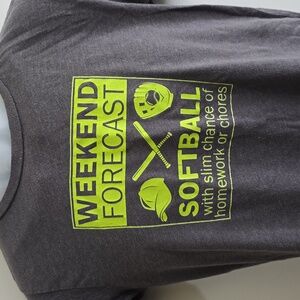 WEEKEND
FORECAST
SOFTBALL
with slim chance of
homework or chores